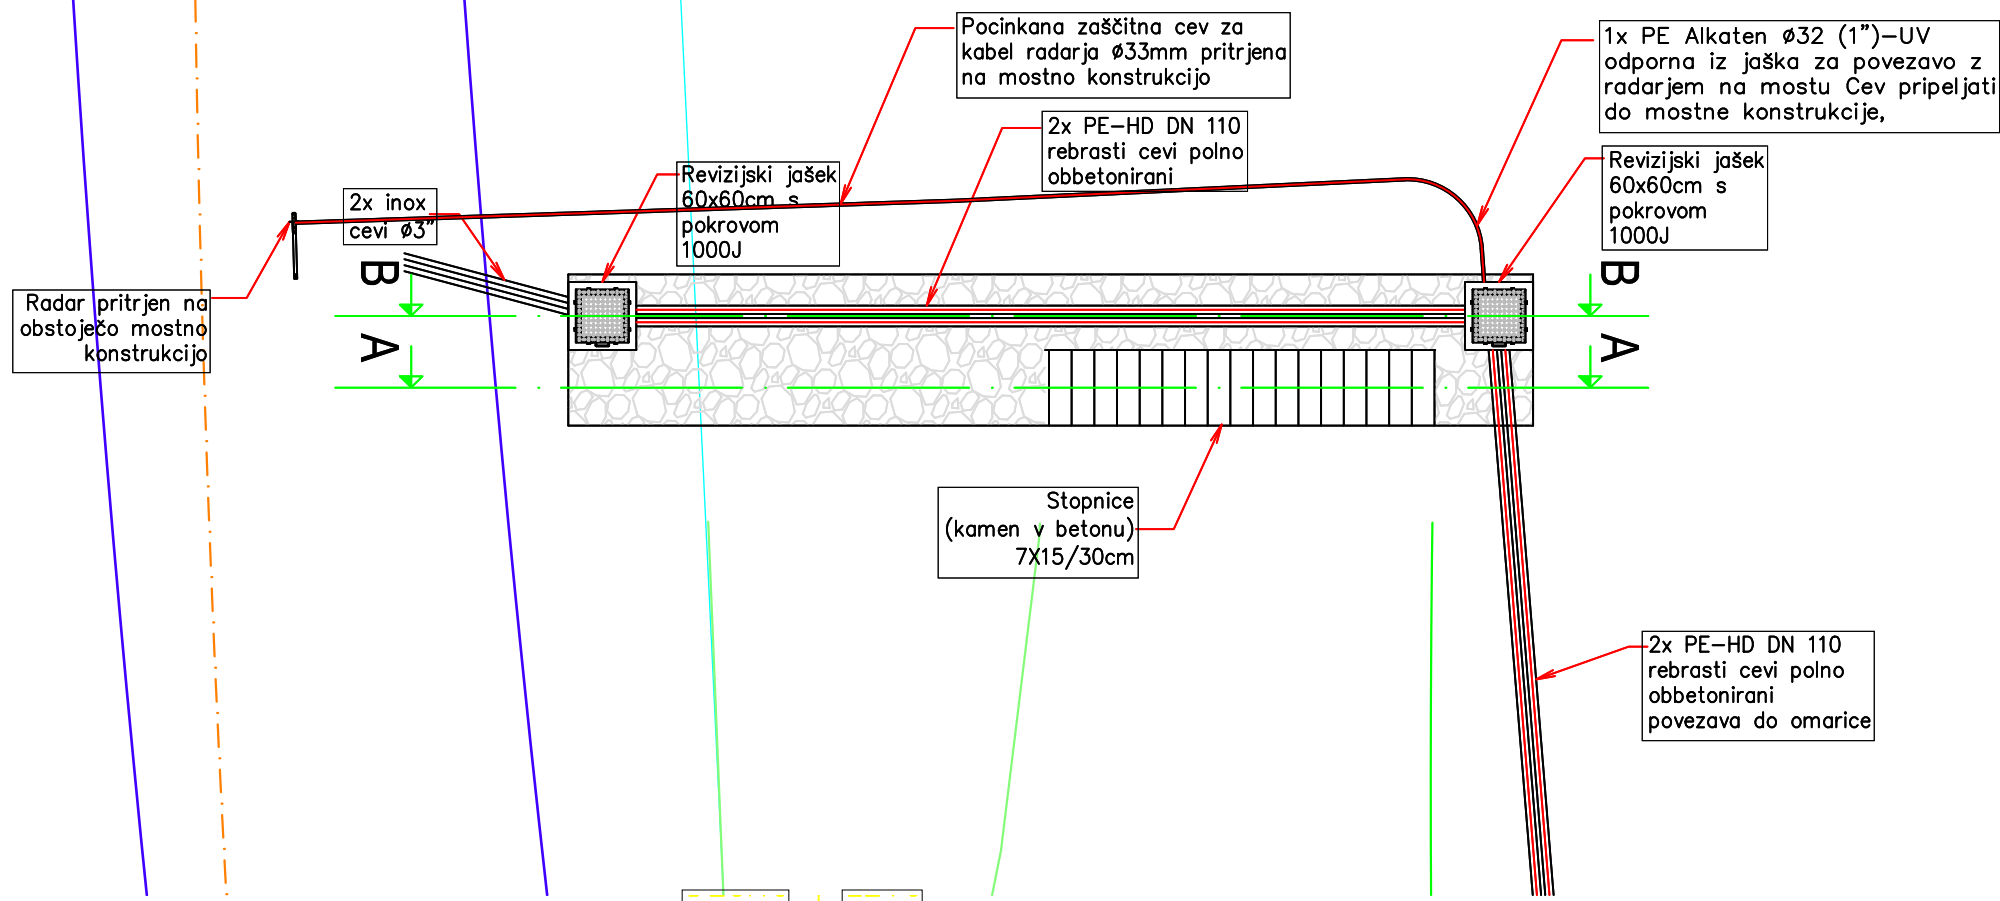 Pocinkana zaščitna cev za
kabel radarja ø33mm pritrjena
na mostno konstrukcijo
1x PE Alkaten ø32 (1")-UV
odporna iz jaška za povezavo z
radarjem na mostu Cev pripeljati
do mostne konstrukcije,
2x PE-HD DN 110
rebrasti cevi polno
obbetonirani
Revizijski jašek
60x60cm s
pokrovom
1000J
Revizijski jašek
60x60cm s
pokrovom
1000J
2x inox
cevi ø3"
Radar pritrjen na
obstoječo mostno
konstrukcijo
B
A
B
A
Stopnice
(kamen v betonu)
7X15/30cm
2x PE-HD DN 110
rebrasti cevi polno
obbetonirani
povezava do omarice